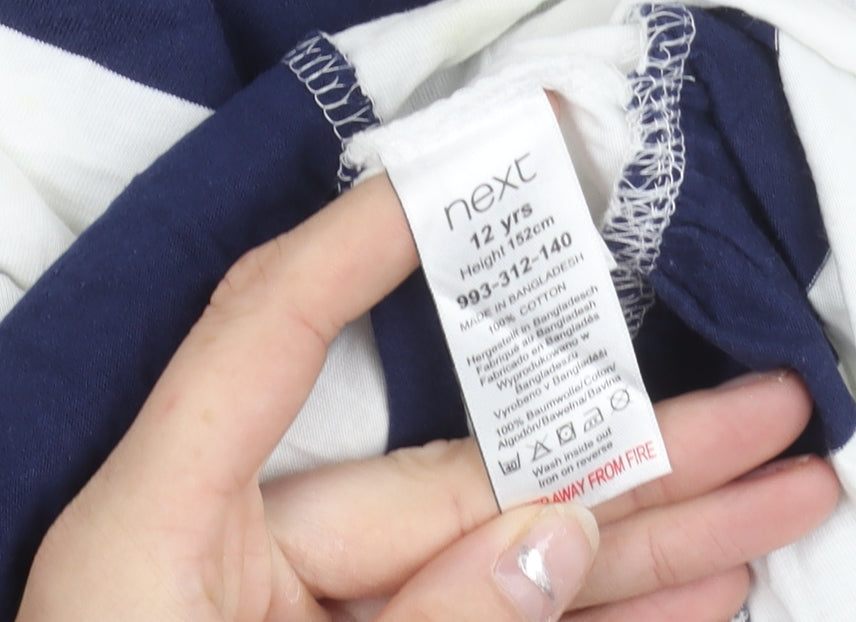 next
12 yrs
Height 152cm
993-312-140
MADE IN BANGLADESH
100% COTTON
Hergestellt in Bangladesch
Fabriqué au Bangladesh
Fabricado en Bangladés
Wyprodukowano w
Bangladeszu
Vyrobeno v Bangladéši
100% Baumwolle/Coton/
Algodón/Bawełna/Bavlna
40
Wash inside out
Iron on reverse
AWAY FROM FIRE